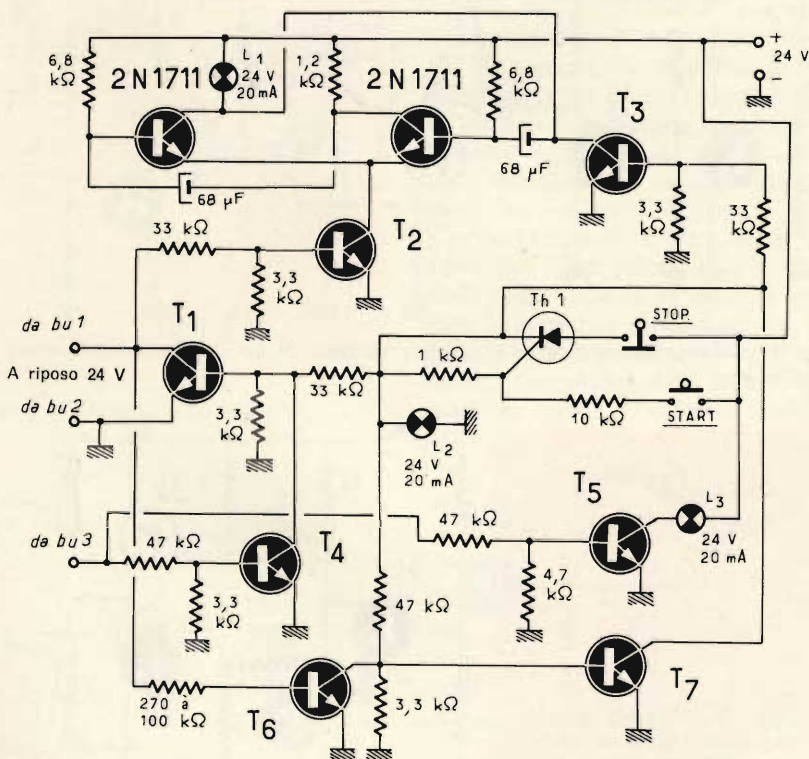 6,8
kΩ
2 N 1711
L1
24 V
20 mA
1,2
kΩ
2 N 1711
6,8
kΩ
+
24 V
-
T3
68 µF
68 µF
3,3
kΩ
33
kΩ
33 kΩ
T2
3,3
kΩ
da bu 1
T1
A riposo 24 V
da bu 2
3,3
kΩ
33 kΩ
Th 1
STOP
1 kΩ
10 kΩ
START
L2
24 V
20 mA
T5
L3
24 V
20 mA
da bu 3
47 kΩ
T4
3,3
kΩ
47 kΩ
4,7
kΩ
47
kΩ
270 à
100 kΩ
T6
3,3 kΩ
T7